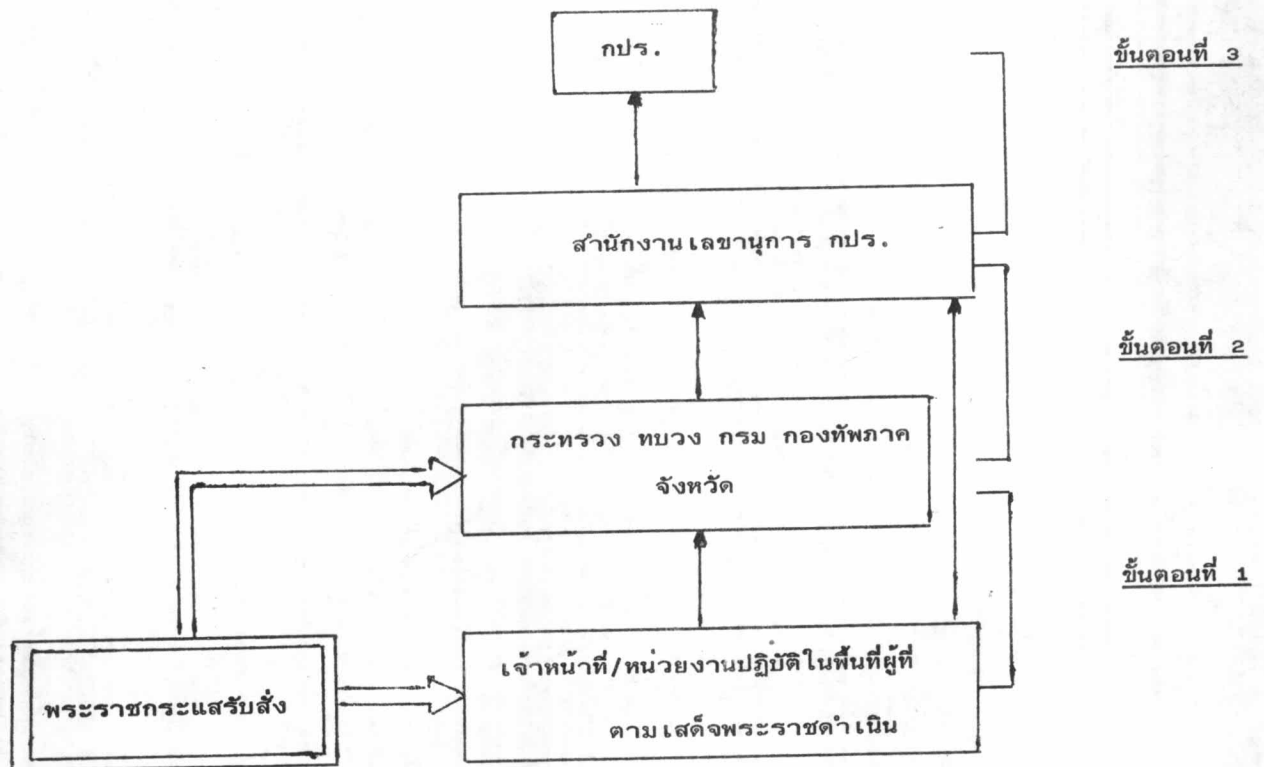 กปร.
ขั้นตอนที่ 3
สำนักงานเลขานุการ กปร.
ขั้นตอนที่ 2
กระทรวง ทบวง กรม กองทัพภาค
จังหวัด
ขั้นตอนที่ 1
เจ้าหน้าที่/หน่วยงานปฏิบัติในพื้นที่ผู้ที่
ตามเสด็จพระราชดำเนิน
พระราชกระแสรับสั่ง